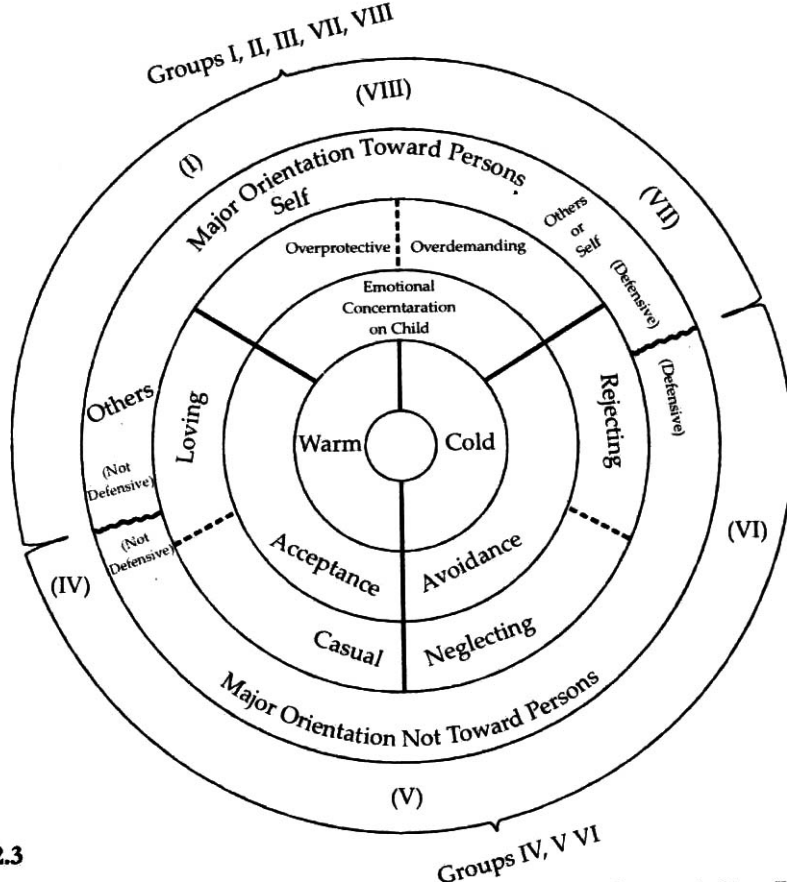 Groups I, II, III, VII, VIII
(VIII)
(I)
(VII)
Major Orientation Toward Persons
Self
Others
or
Self
(Defensive)
Overprotective
Overdemanding
Emotional
Concerntaration
on Child
(Defensive)
Others
Loving
Rejecting
Warm
Cold
(Not
Defensive)
(Not
Defensive)
(IV)
(VI)
Acceptance
Avoidance
Casual
Neglecting
Major Orientation Not Toward Persons
(V)
2.3
Groups IV, V VI